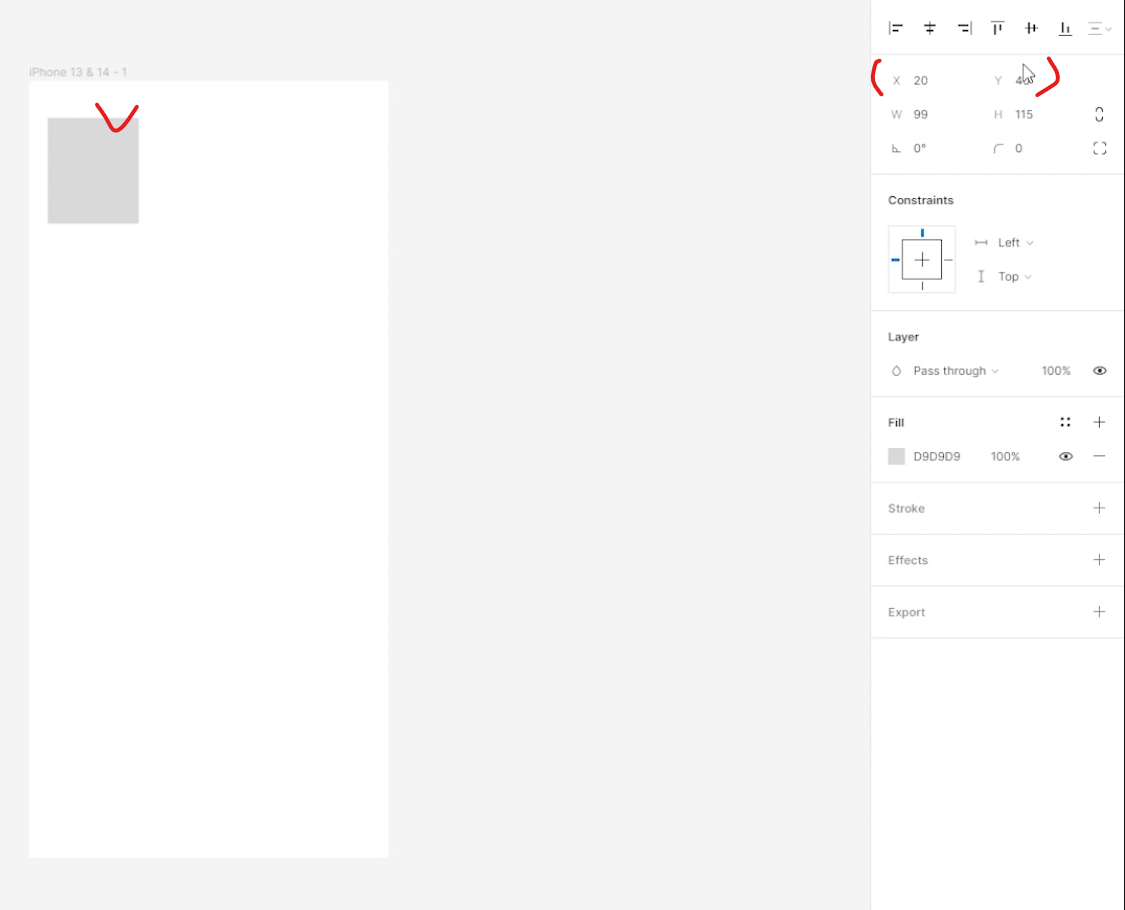 iPhone 13 & 14 - 1
X 20 Y
W 99 H 115
0° 0
Constraints
Left
Top
Layer
Pass through 100%
Fill
D9D9D9 100%
Stroke
Effects
Export